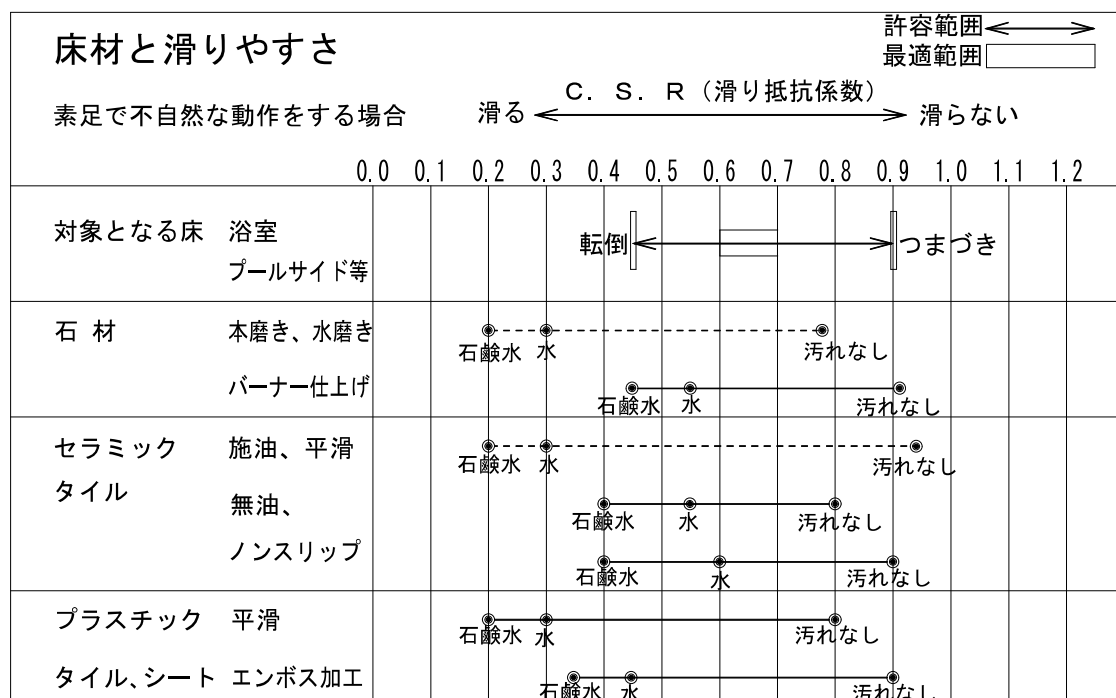 床材と滑りやすさ
許容範囲
最適範囲
素足で不自然な動作をする場合
滑る C. S. R (滑り抵抗係数) 滑らない
0.0 0.1 0.2 0.3 0.4 0.5 0.6 0.7 0.8 0.9 1.0 1.1 1.2
対象となる床 浴室 転倒 つまづき
プールサイド等
石 材 本磨き、水磨き
石鹸水 水 汚れなし
バーナー仕上げ
石鹸水 水 汚れなし
セラミック 施油、平滑
石鹸水 水 汚れなし
タイル 無油、
石鹸水 水 汚れなし
ノンスリップ
石鹸水 水 汚れなし
プラスチック 平滑
石鹸水 水 汚れなし
タイル、シート エンボス加工
石鹸水 水 汚れなし